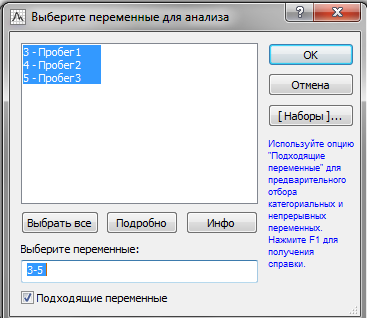 Выберите переменные для анализа
3 - Пробег1
4 - Пробег2
5 - Пробег3
OK
Отмена
[ Наборы ]...
Используйте опцию
"Подходящие
переменные" для
предварительного
отбора
категориальных и
непрерывных
переменных.
Нажмите F1 для
получения
справки.
Выбрать все
Подробно
Инфо
Выберите переменные:
3-5
Подходящие переменные